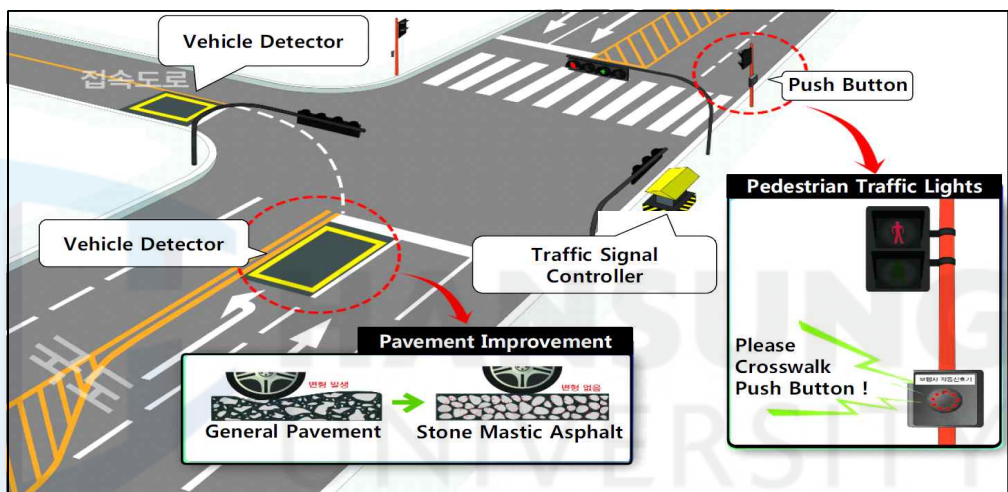 Vehicle Detector
접속도로
Push Button
Pedestrian Traffic Lights
Vehicle Detector
Traffic Signal
Controller
Pavement Improvement
변형 발생
변형 없음
General Pavement
Stone Mastic Asphalt
Please
Crosswalk
Push Button !
보행자 작동신호기
HANSUNG
UNIVERSITY